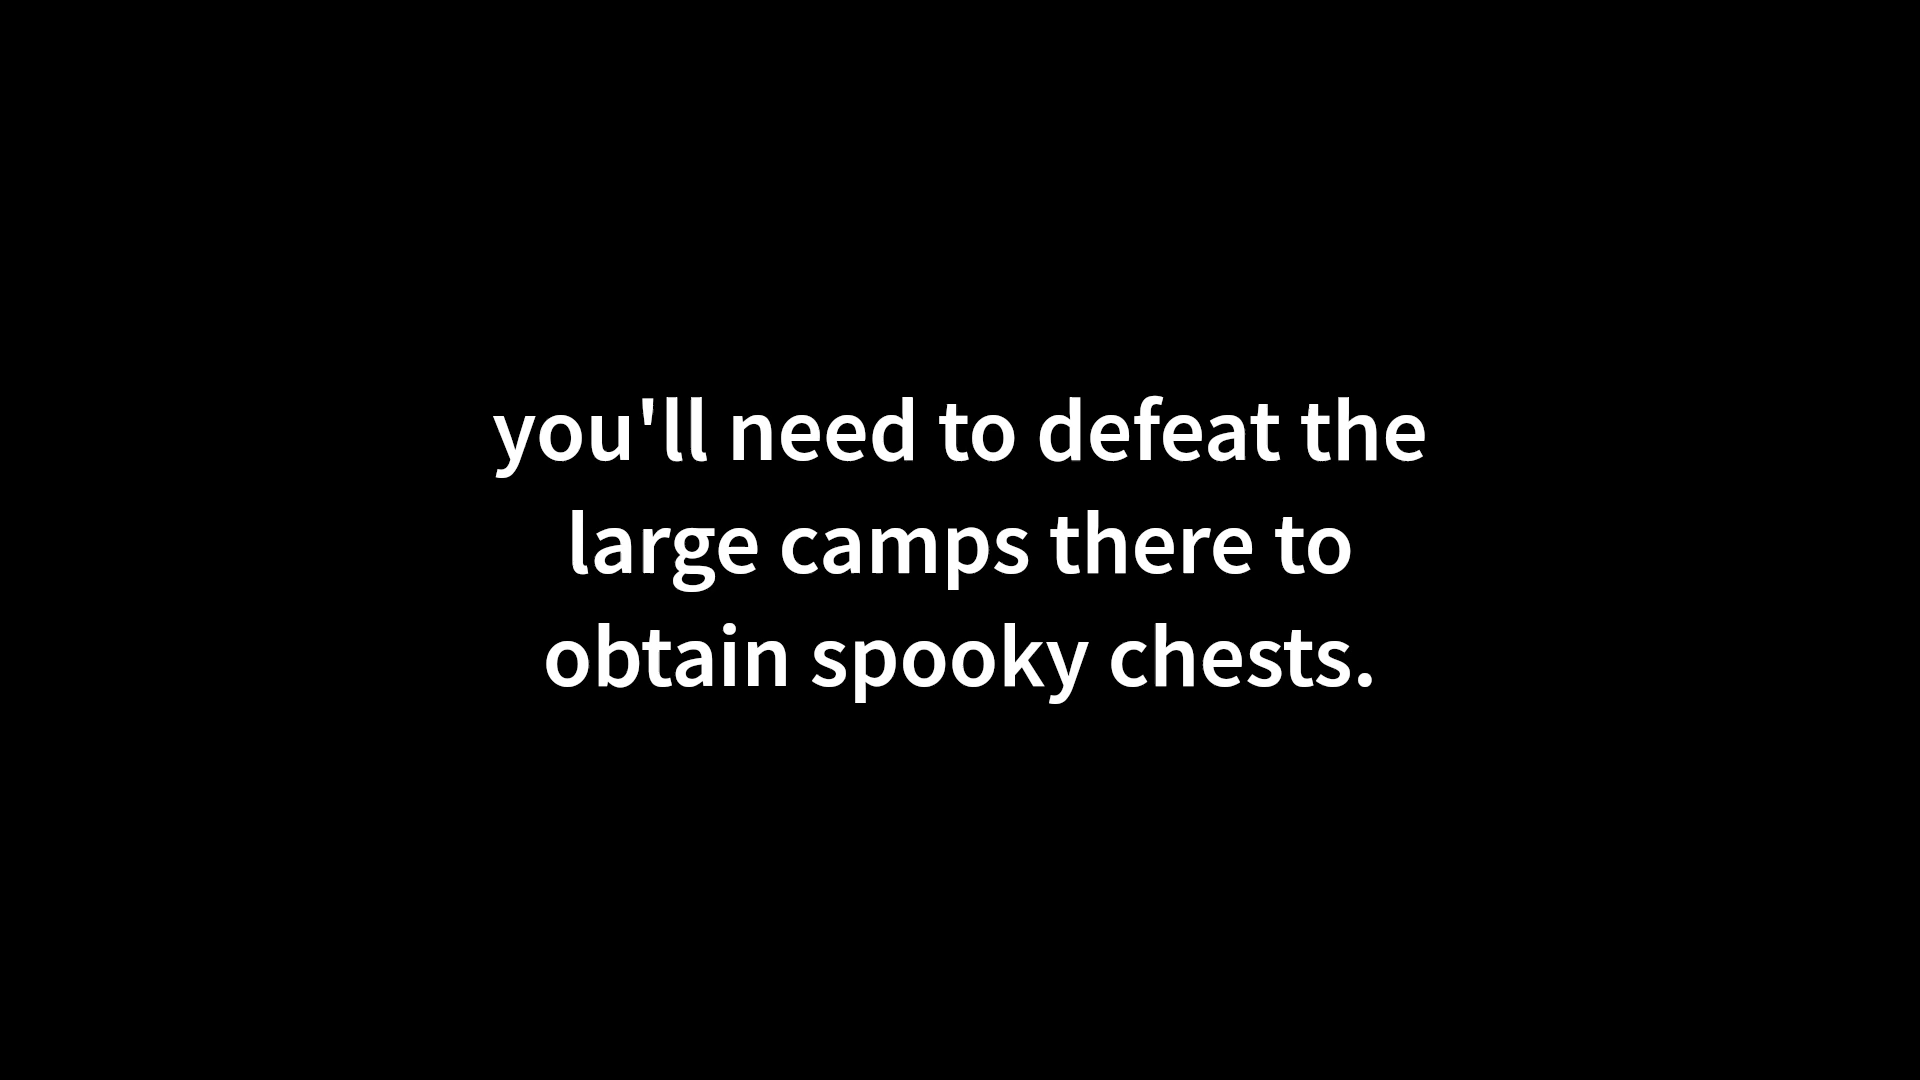 you'll need to defeat the
large camps there to
obtain spooky chests.